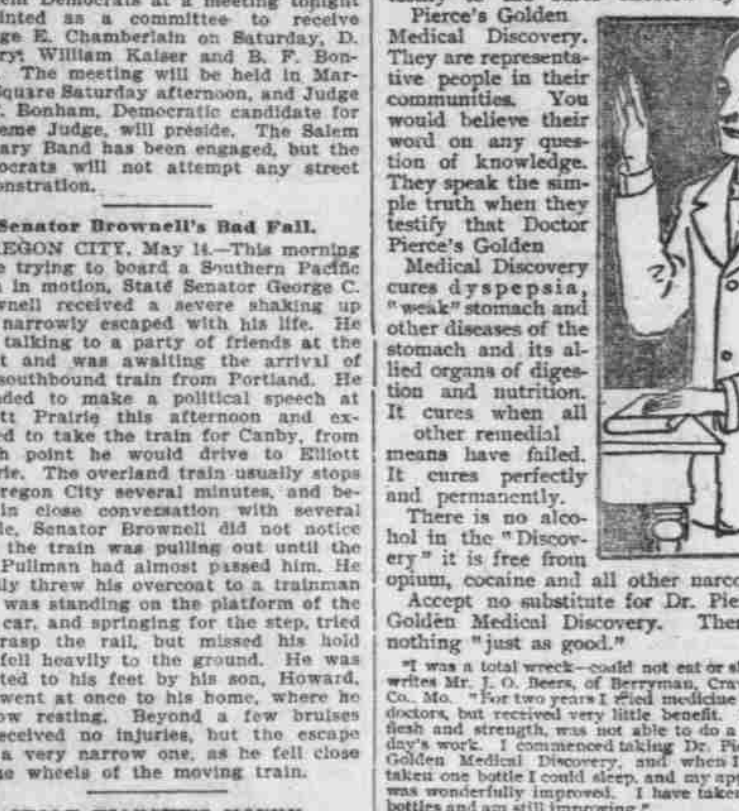 Democrats at a meeting tonight
inted as a committee to receive
ge E. Chamberlain on Saturday, D.
ry; William Kaiser and B. F. Bon-
The meeting will be held in Mar-
Square Saturday afternoon, and Judge
Bonham, Democratic candidate for
eme Judge, will preside. The Salem
ary Band has been engaged, but the
ocrats will not attempt any street
onstration.
Senator Brownell's Bad Fall.
REGON CITY, May 14.—This morning
e trying to board a Southern Pacific
in motion, State Senator George C.
wnell received a severe shaking up
narrowly escaped with his life. He
talking to a party of friends at the
t and was awaiting the arrival of
southbound train from Portland. He
nded to make a political speech at
tt Prairie this afternoon and ex-
ed to take the train for Canby, from
h point he would drive to Elliott
rie. The overland train usually stops
regon City several minutes, and be-
in close conversation with several
le, Senator Brownell did not notice
the train was pulling out until the
Pullman had almost passed him. He
ly threw his overcoat to a trainman
was standing on the platform of the
car, and springing for the step, tried
rasp the rail, but missed his hold
fell heavily to the ground. He was
ted to his feet by his son, Howard,
went at once to his home, where he
ow resting. Beyond a few bruises
eceived no injuries, but the escape
a very narrow one, as he fell close
e wheels of the moving train.
Pierce's Golden
Medical Discovery.
They are representa-
tive people in their
communities. You
would believe their
word on any ques-
tion of knowledge.
They speak the sim-
ple truth when they
testify that Doctor
Pierce's Golden
Medical Discovery
cures dyspepsia,
"weak" stomach and
other diseases of the
stomach and its al-
lied organs of diges-
tion and nutrition.
It cures when all
other remedial
means have failed.
It cures perfectly
and permanently.
There is no alco-
hol in the "Discov-
ery" it is free from
opium, cocaine and all other narco
Accept no substitute for Dr. Pie
Golden Medical Discovery. Ther
nothing "just as good."
"I was a total wreck—could not eat or sl
writes Mr. J. O. Beers, of Berryman, Cra
Co., Mo. "For two years I tried medicine
doctors, but received very little benefit.
flesh and strength, was not able to do a
day's work. I commenced taking Dr. Pie
Golden Medical Discovery, and when I
taken one bottle I could sleep, and my app
was wonderfully improved. I have taken
bottles and am still improving."